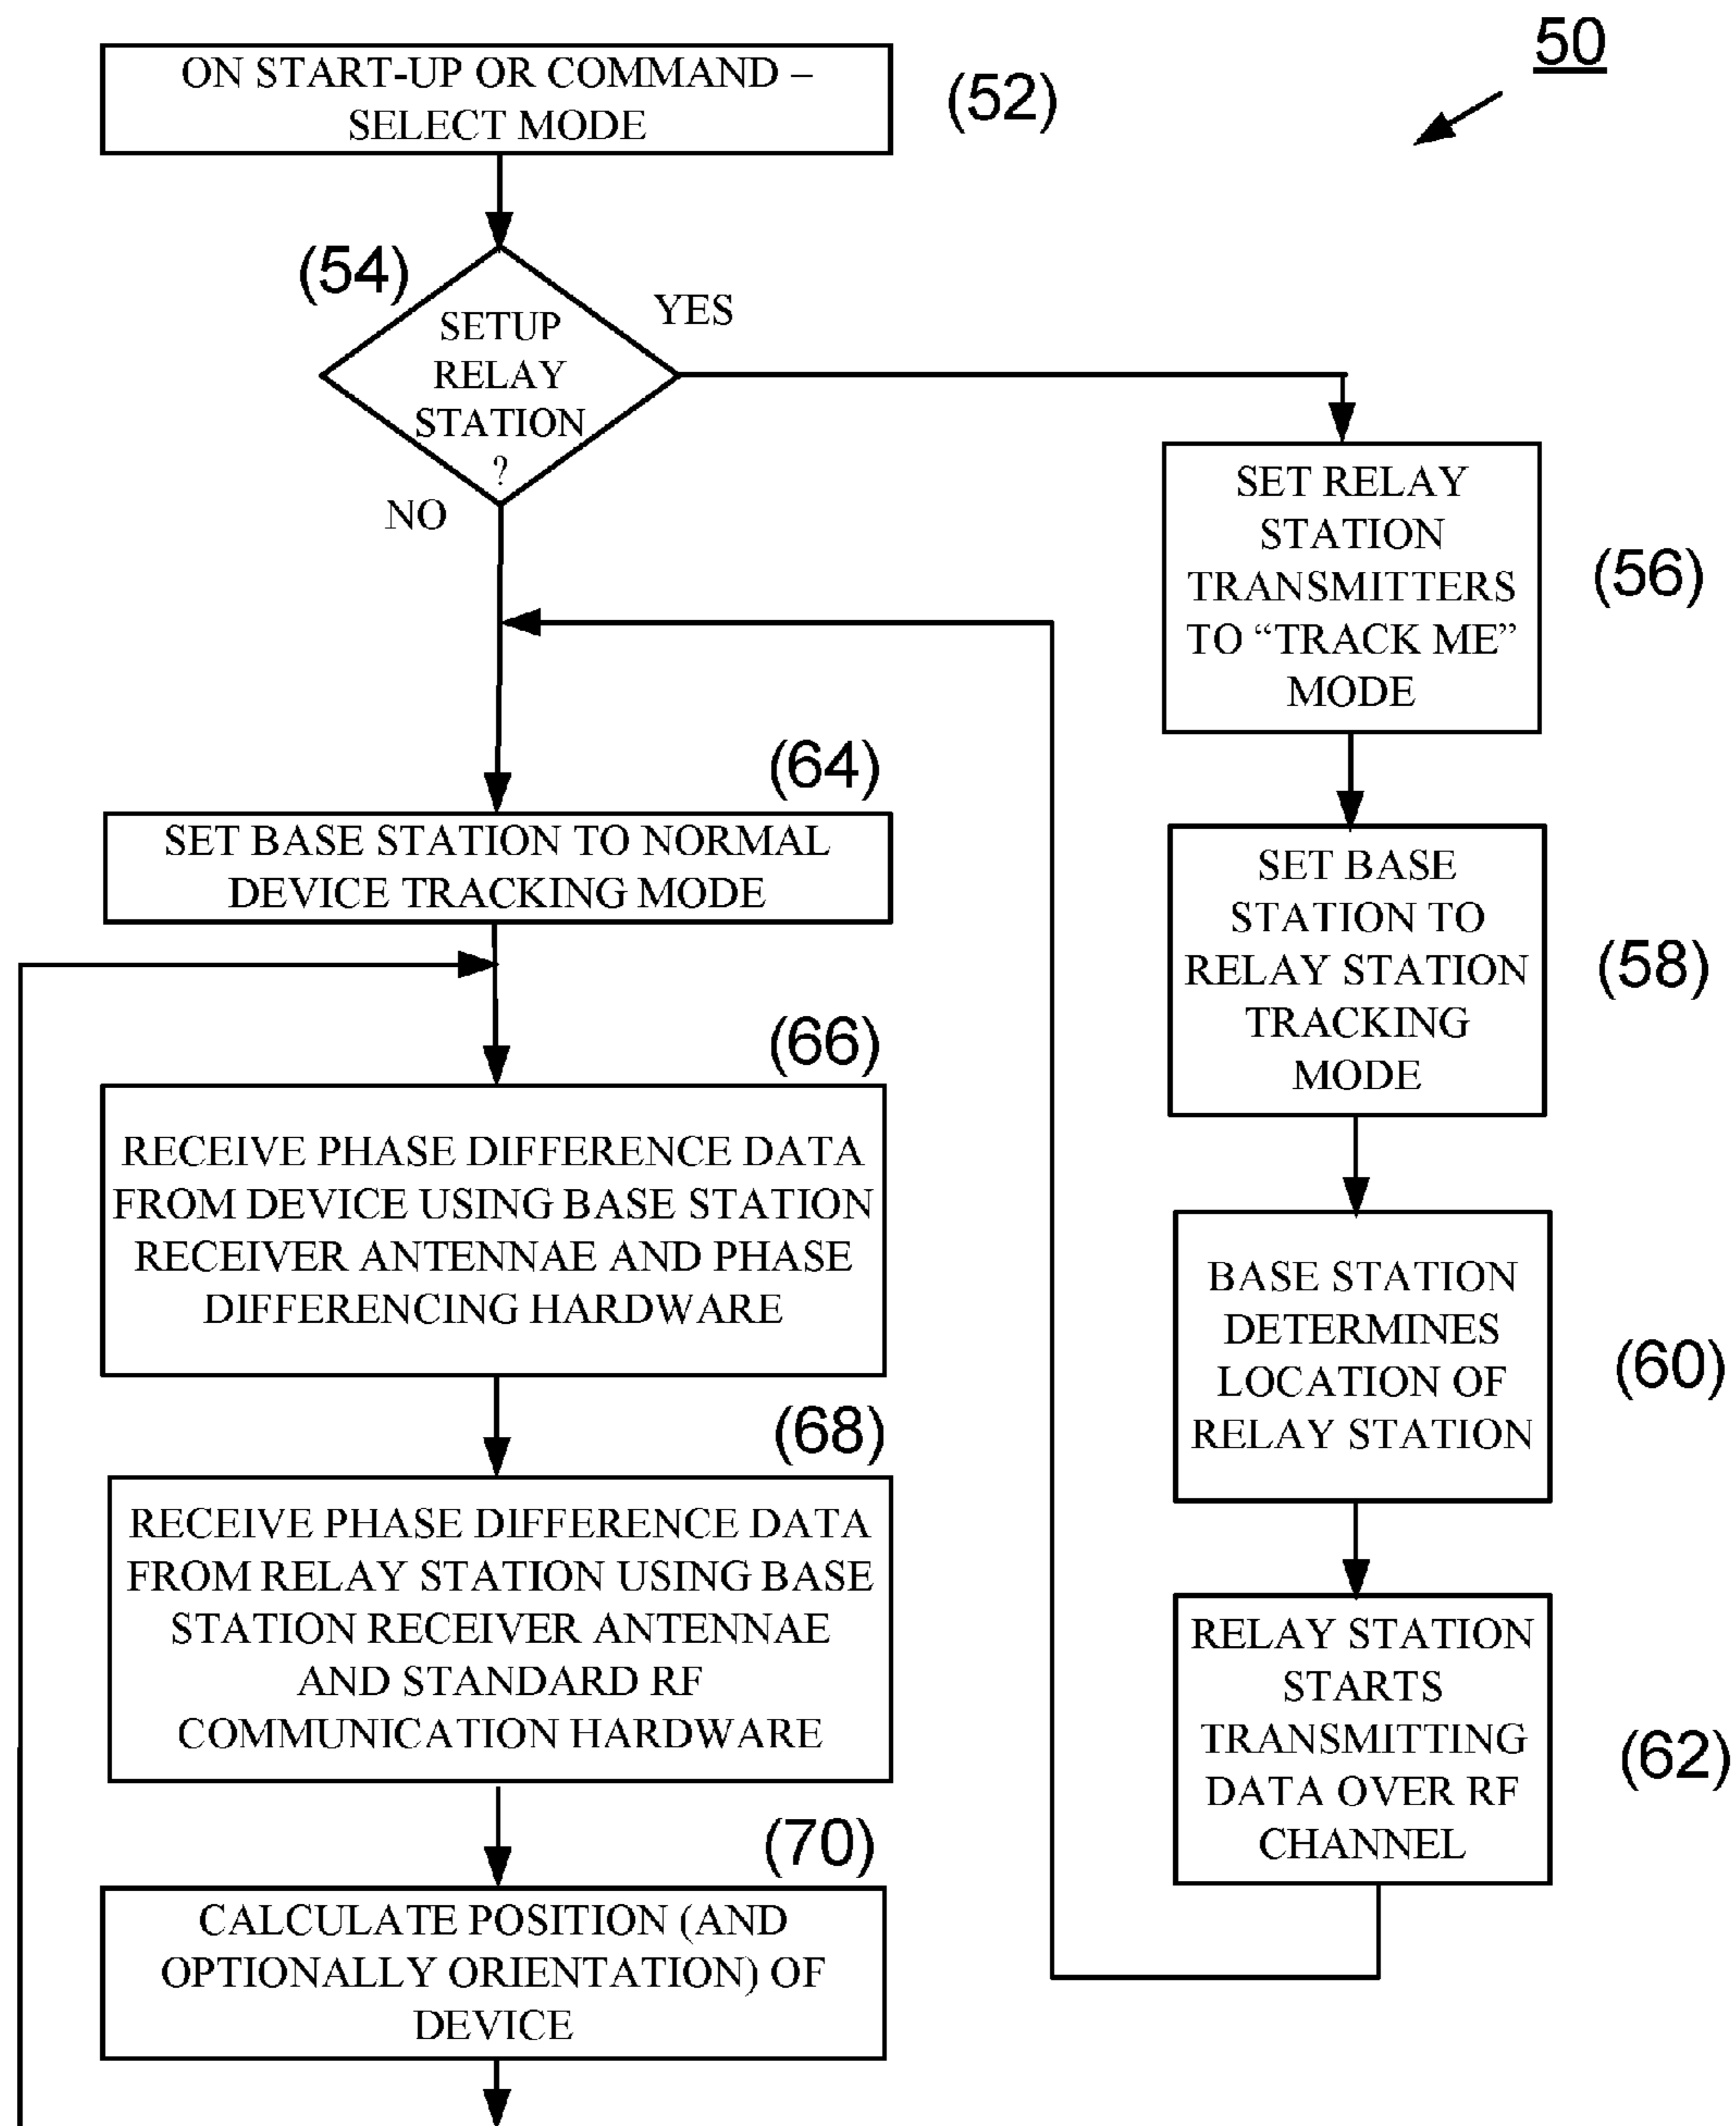 50
ON START-UP OR COMMAND –
SELECT MODE
(52)
(54)
SETUP
RELAY
STATION
?
YES
NO
SET RELAY
STATION
TRANSMITTERS
TO “TRACK ME”
MODE
(56)
SET BASE
STATION TO
RELAY STATION
TRACKING
MODE
(58)
BASE STATION
DETERMINES
LOCATION OF
RELAY STATION
(60)
RELAY STATION
STARTS
TRANSMITTING
DATA OVER RF
CHANNEL
(62)
(64)
SET BASE STATION TO NORMAL
DEVICE TRACKING MODE
(66)
RECEIVE PHASE DIFFERENCE DATA
FROM DEVICE USING BASE STATION
RECEIVER ANTENNAE AND PHASE
DIFFERENCING HARDWARE
(68)
RECEIVE PHASE DIFFERENCE DATA
FROM RELAY STATION USING BASE
STATION RECEIVER ANTENNAE
AND STANDARD RF
COMMUNICATION HARDWARE
(70)
CALCULATE POSITION (AND
OPTIONALLY ORIENTATION) OF
DEVICE